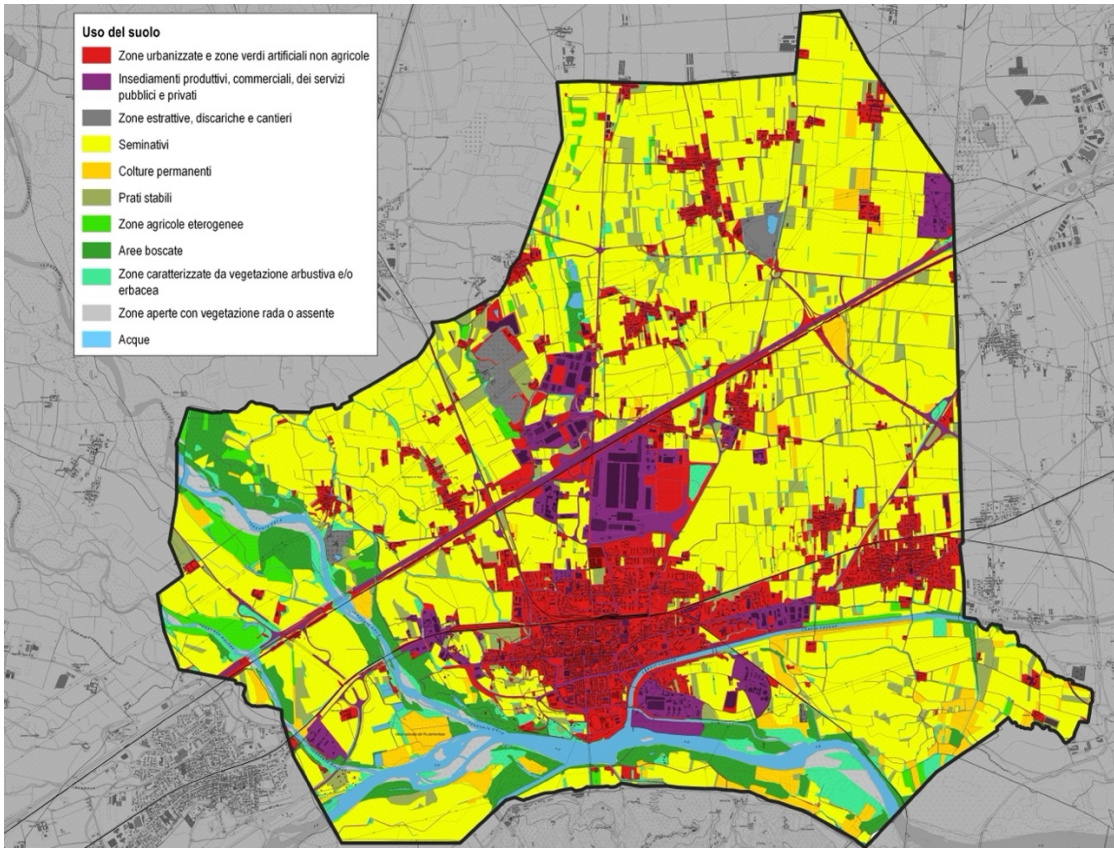 Uso del suolo
Zone urbanizzate e zone verdi artificiali non agricole
Insediamenti produttivi, commerciali, dei servizi
pubblici e privati
Zone estrattive, discariche e cantieri
Seminativi
Colture permanenti
Prati stabili
Zone agricole eterogenee
Aree boscate
Zone caratterizzate da vegetazione arbustiva e/o
erbacea
Zone aperte con vegetazione rada o assente
Acque